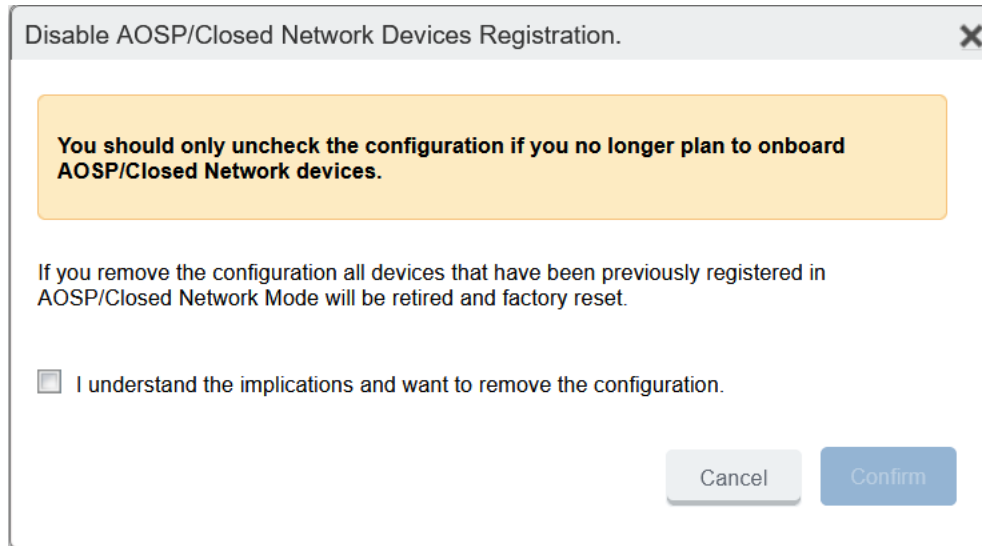 Disable AOSP/Closed Network Devices Registration.
You should only uncheck the configuration if you no longer plan to onboard
AOSP/Closed Network devices.
If you remove the configuration all devices that have been previously registered in
AOSP/Closed Network Mode will be retired and factory reset.
I understand the implications and want to remove the configuration.
Cancel
Confirm